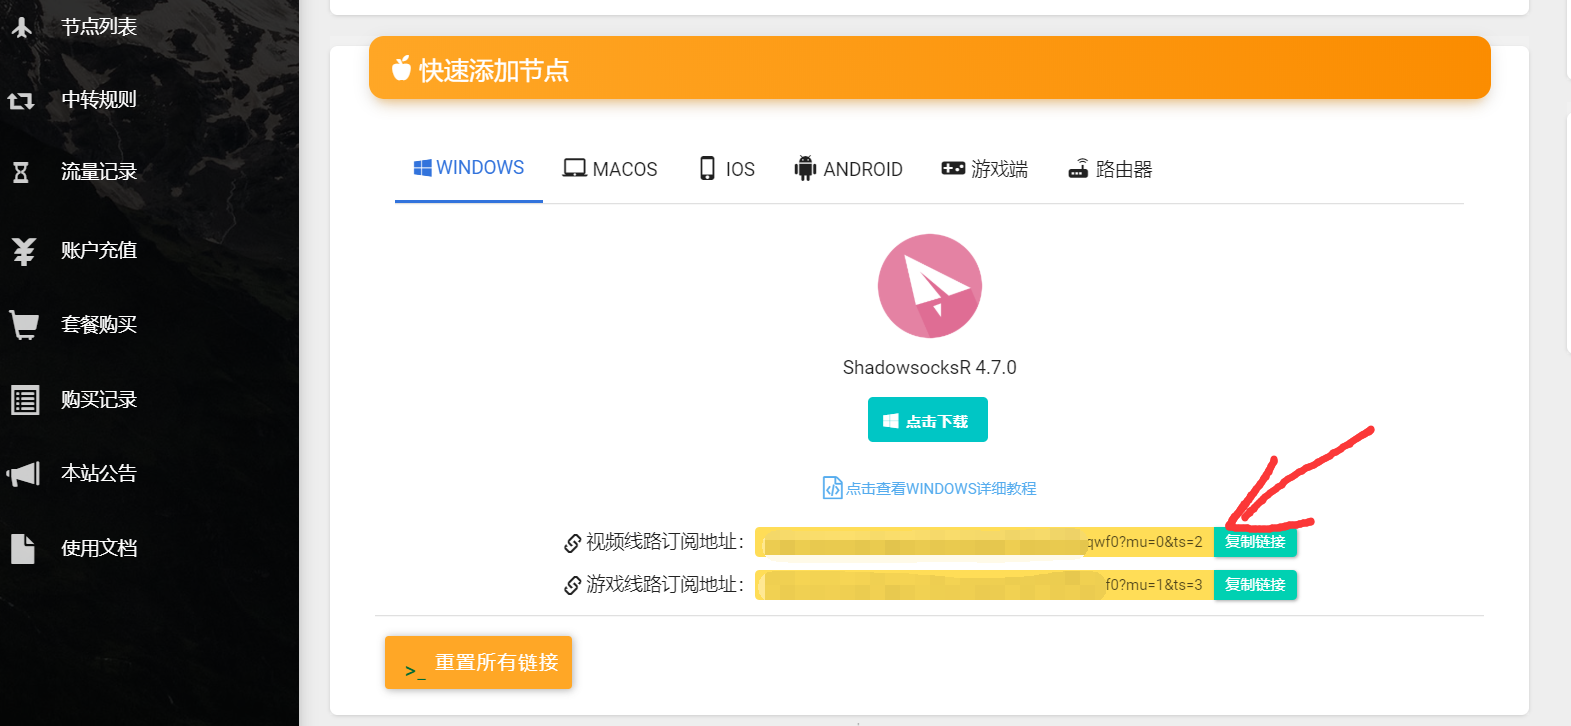 节点列表
中转规则
流量记录
账户充值
套餐购买
购买记录
本站公告
使用文档
快速添加节点
WINDOWS
MACOS
IOS
ANDROID
游戏端
路由器
ShadowsocksR 4.7.0
点击下载
点击查看WINDOWS详细教程
视频线路订阅地址： qwf0?mu=0&ts=2 复制链接
游戏线路订阅地址： f0?mu=1&ts=3 复制链接
>_ 重置所有链接